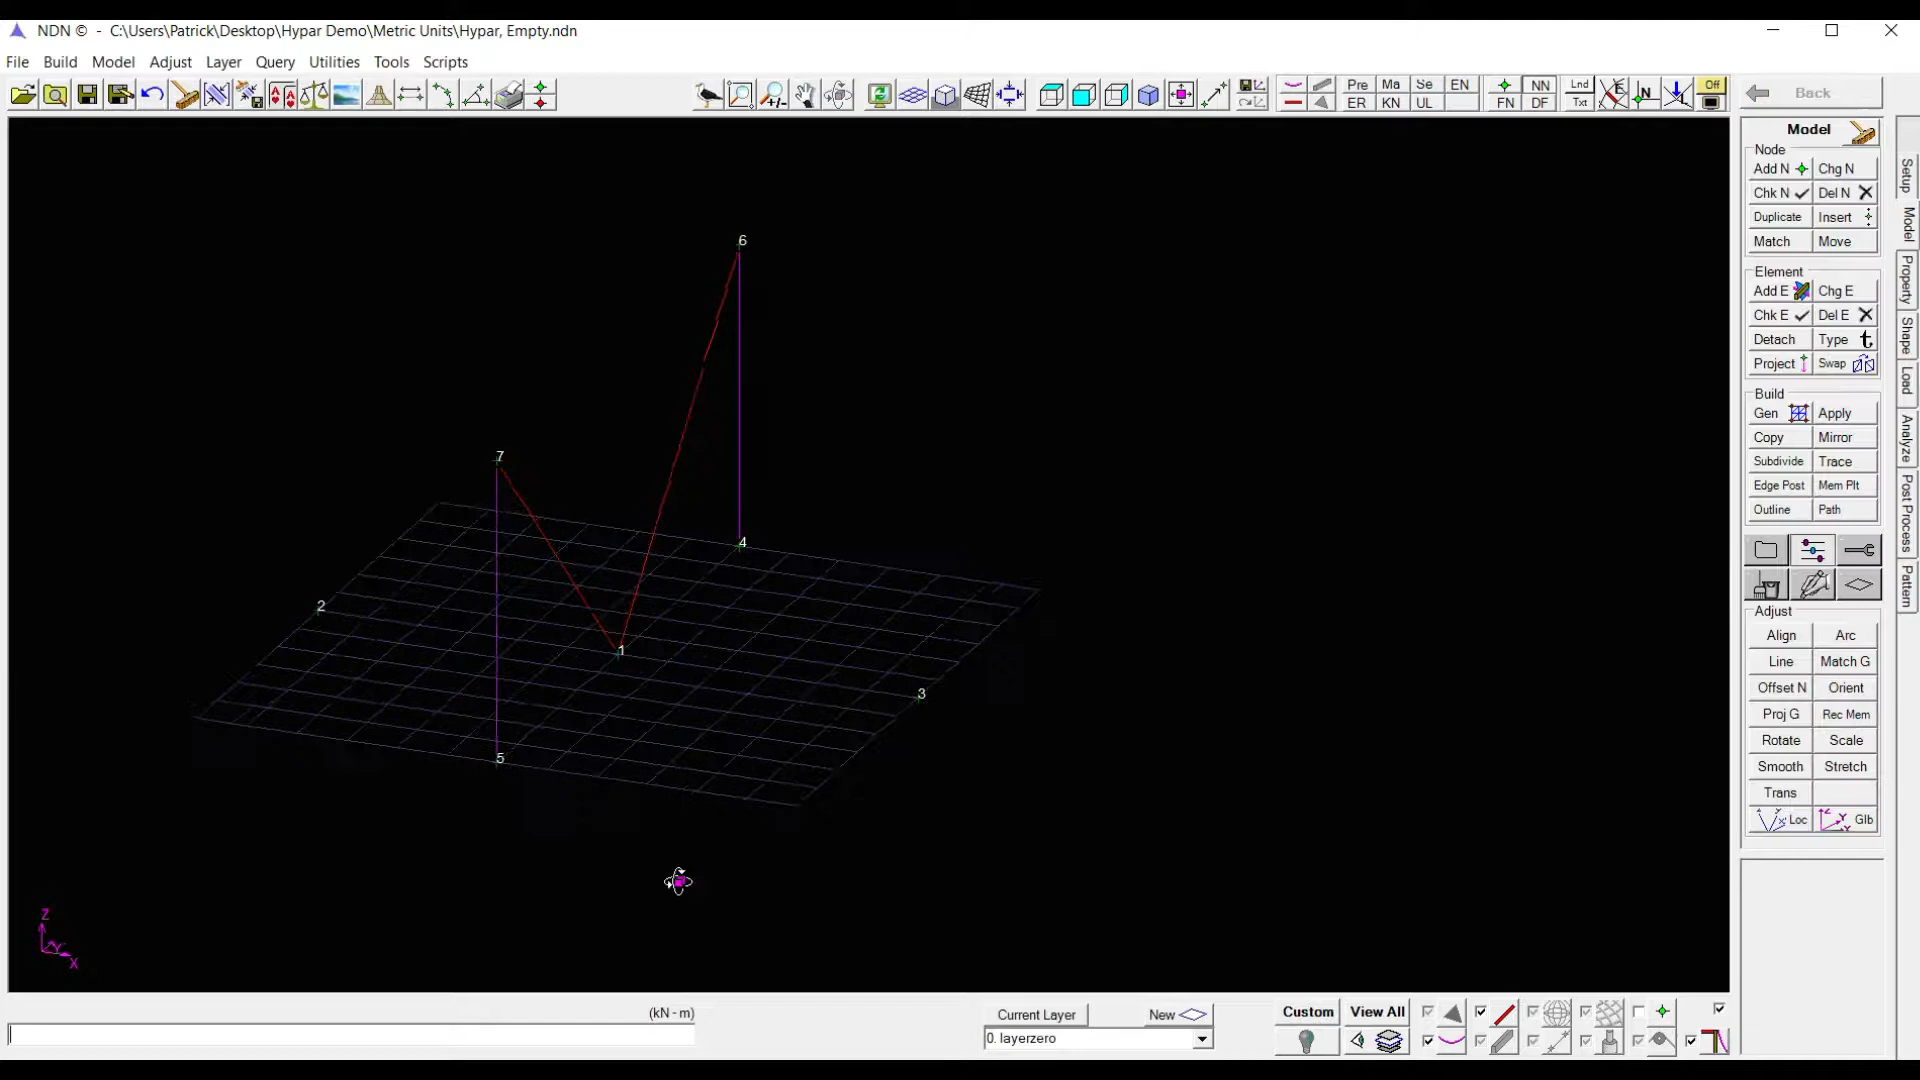 NDN © - C:\Users\Patrick\Desktop\Hypar Demo\Metric Units\Hypar, Empty.ndn
File Build Model Adjust Layer Query Utilities Tools Scripts
Pre Ma Se EN NN Lnd Off
ER KN UL FN DF Txt
E N L
Back
Model
Node
Add N Chg N
Chk N Del N
Duplicate Insert
Match Move
Element
Add E Chg E
Chk E Del E
Detach Type t
Project Swap
Build
Gen Apply
Copy Mirror
Subdivide Trace
Edge Post Mem Plt
Outline Path
Adjust
Align Arc
Line Match G
Offset N Orient
Proj G Rec Mem
Rotate Scale
Smooth Stretch
Trans
Loc Glb
Setup
Model
Property
Shape
Load
Analyze
Post Process
Pattern
6
7
4
2
1
3
5
Z
Y
X
(kN - m)
Current Layer New
0. layerzero
Custom View All